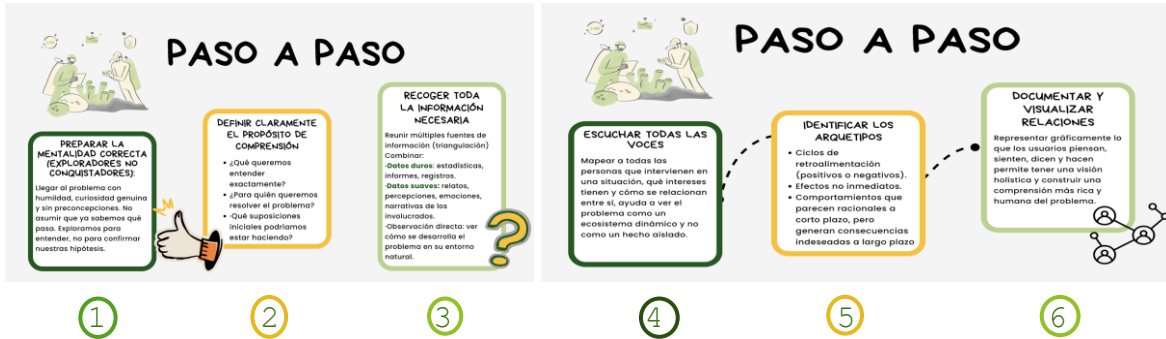 PASO A PASO
PREPARAR LA
MENTALIDAD CORRECTA
(EXPLORADORES NO
CONQUISTADORES):
Llegar al problema con
humildad, curiosidad genuina
y sin preconcepciones. No
asumir que ya sabemos qué
pasa. Exploramos para
entender, no para confirmar
nuestras hipótesis.
DEFINIR CLARAMENTE
EL PROPÓSITO DE
COMPRENSIÓN
• ¿Qué queremos
entender
exactamente?
• ¿Para quién queremos
resolver el problema?
• -Qué suposiciones
iniciales podríamos
estar haciendo?
RECOGER TODA
LA INFORMACIÓN
NECESARIA
Reunir múltiples fuentes de
información (triangulación)
Combinar:
-Datos duros: estadísticas,
informes, registros.
-Datos suaves: relatos,
percepciones, emociones,
narrativas de los
involucrados.
-Observación directa: ver
cómo se desarrolla el
problema en su entorno
natural.
PASO A PASO
ESCUCHAR TODAS LAS
VOCES
Mapear a todas las
personas que intervienen en
una situación, qué intereses
tienen y cómo se relacionan
entre sí, ayuda a ver el
problema como un
ecosistema dinámico y no
como un hecho aislado.
IDENTIFICAR LOS
ARQUETIPOS
• Ciclos de
retroalimentación
(positivos o negativos).
• Efectos no inmediatos.
• Comportamientos que
parecen racionales a
corto plazo, pero
generan consecuencias
indeseadas a largo plazo
DOCUMENTAR Y
VISUALIZAR
RELACIONES
Representar gráficamente lo
que los usuarios piensan,
sienten, dicen y hacen
permite tener una visión
holística y construir una
comprensión más rica y
humana del problema.
1
2
3
4
5
6